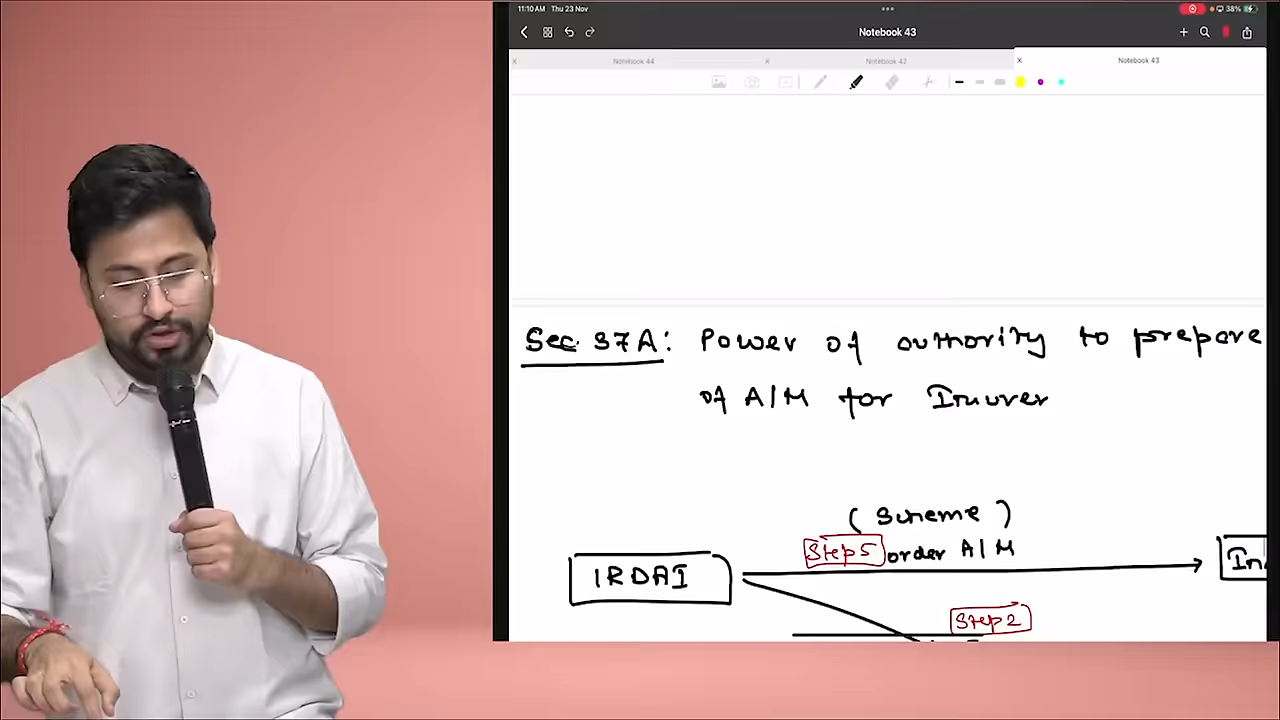 11:10 AM Thu 23 Nov
38%
Notebook 43
Notebook 44
Notebook 42
Notebook 43
Sec. 37A: Power of authority to prepare
of A/M for Insurer
(Scheme)
Step 5 order A/M
IRDAI
Step 2